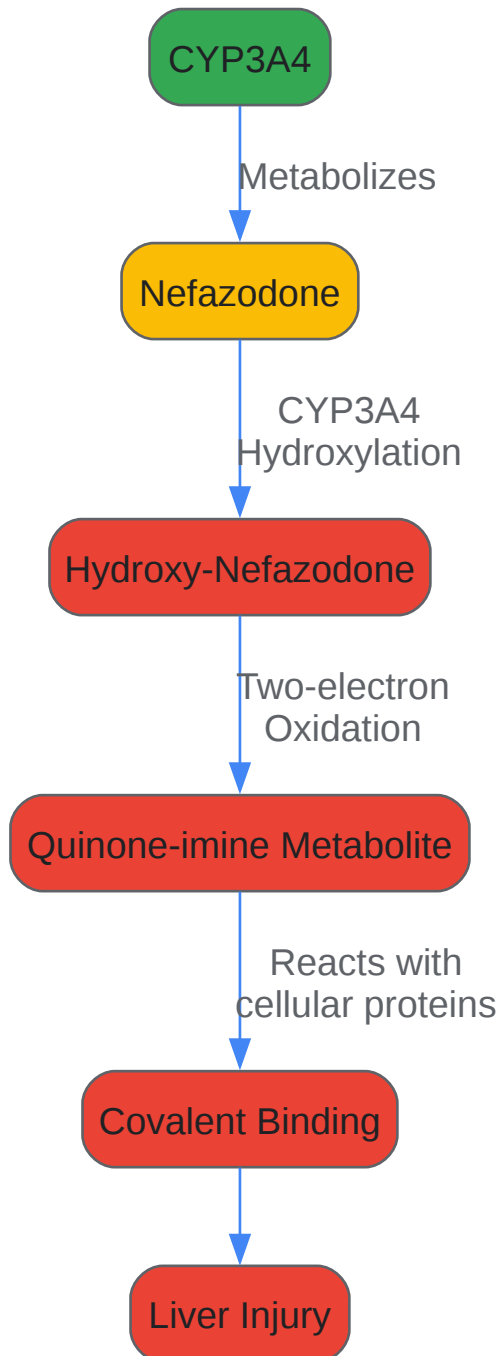 CYP3A4
Metabolizes
Nefazodone
CYP3A4
Hydroxylation
Hydroxy-Nefazodone
Two-electron
Oxidation
Quinone-imine Metabolite
Reacts with
cellular proteins
Covalent Binding
Liver Injury